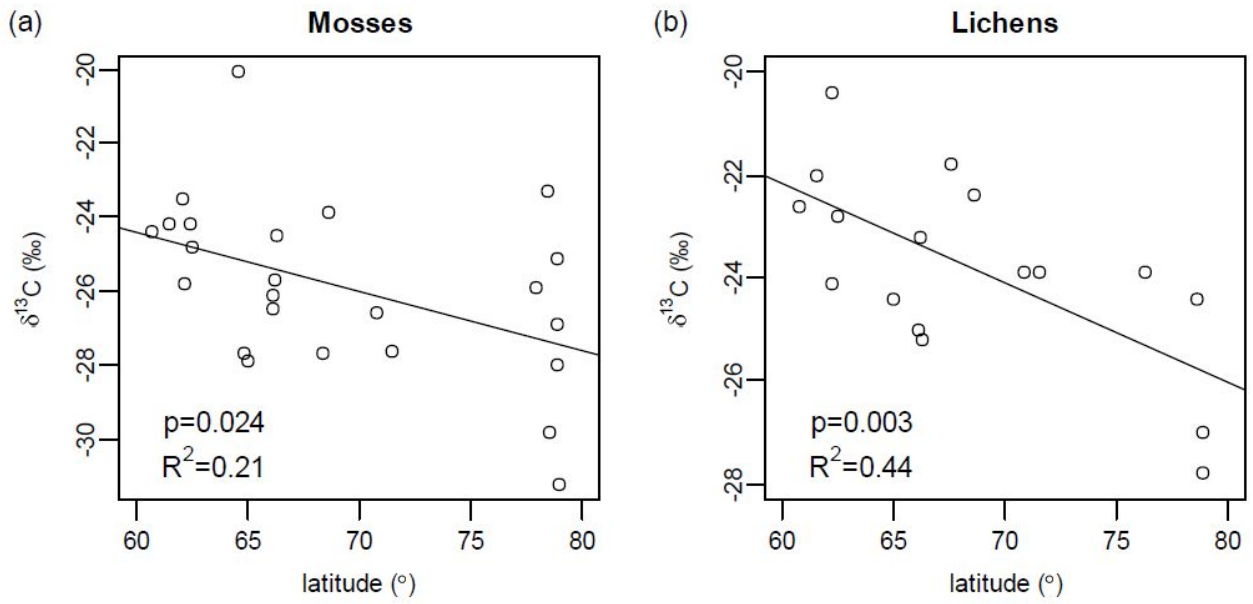 (a)
Mosses
-20
-22
-24
-26
-28
-30
δ¹³C (‰)
p=0.024
R²=0.21
60 65 70 75 80
latitude (°)
(b)
Lichens
-20
-22
-24
-26
-28
δ¹³C (‰)
p=0.003
R²=0.44
60 65 70 75 80
latitude (°)